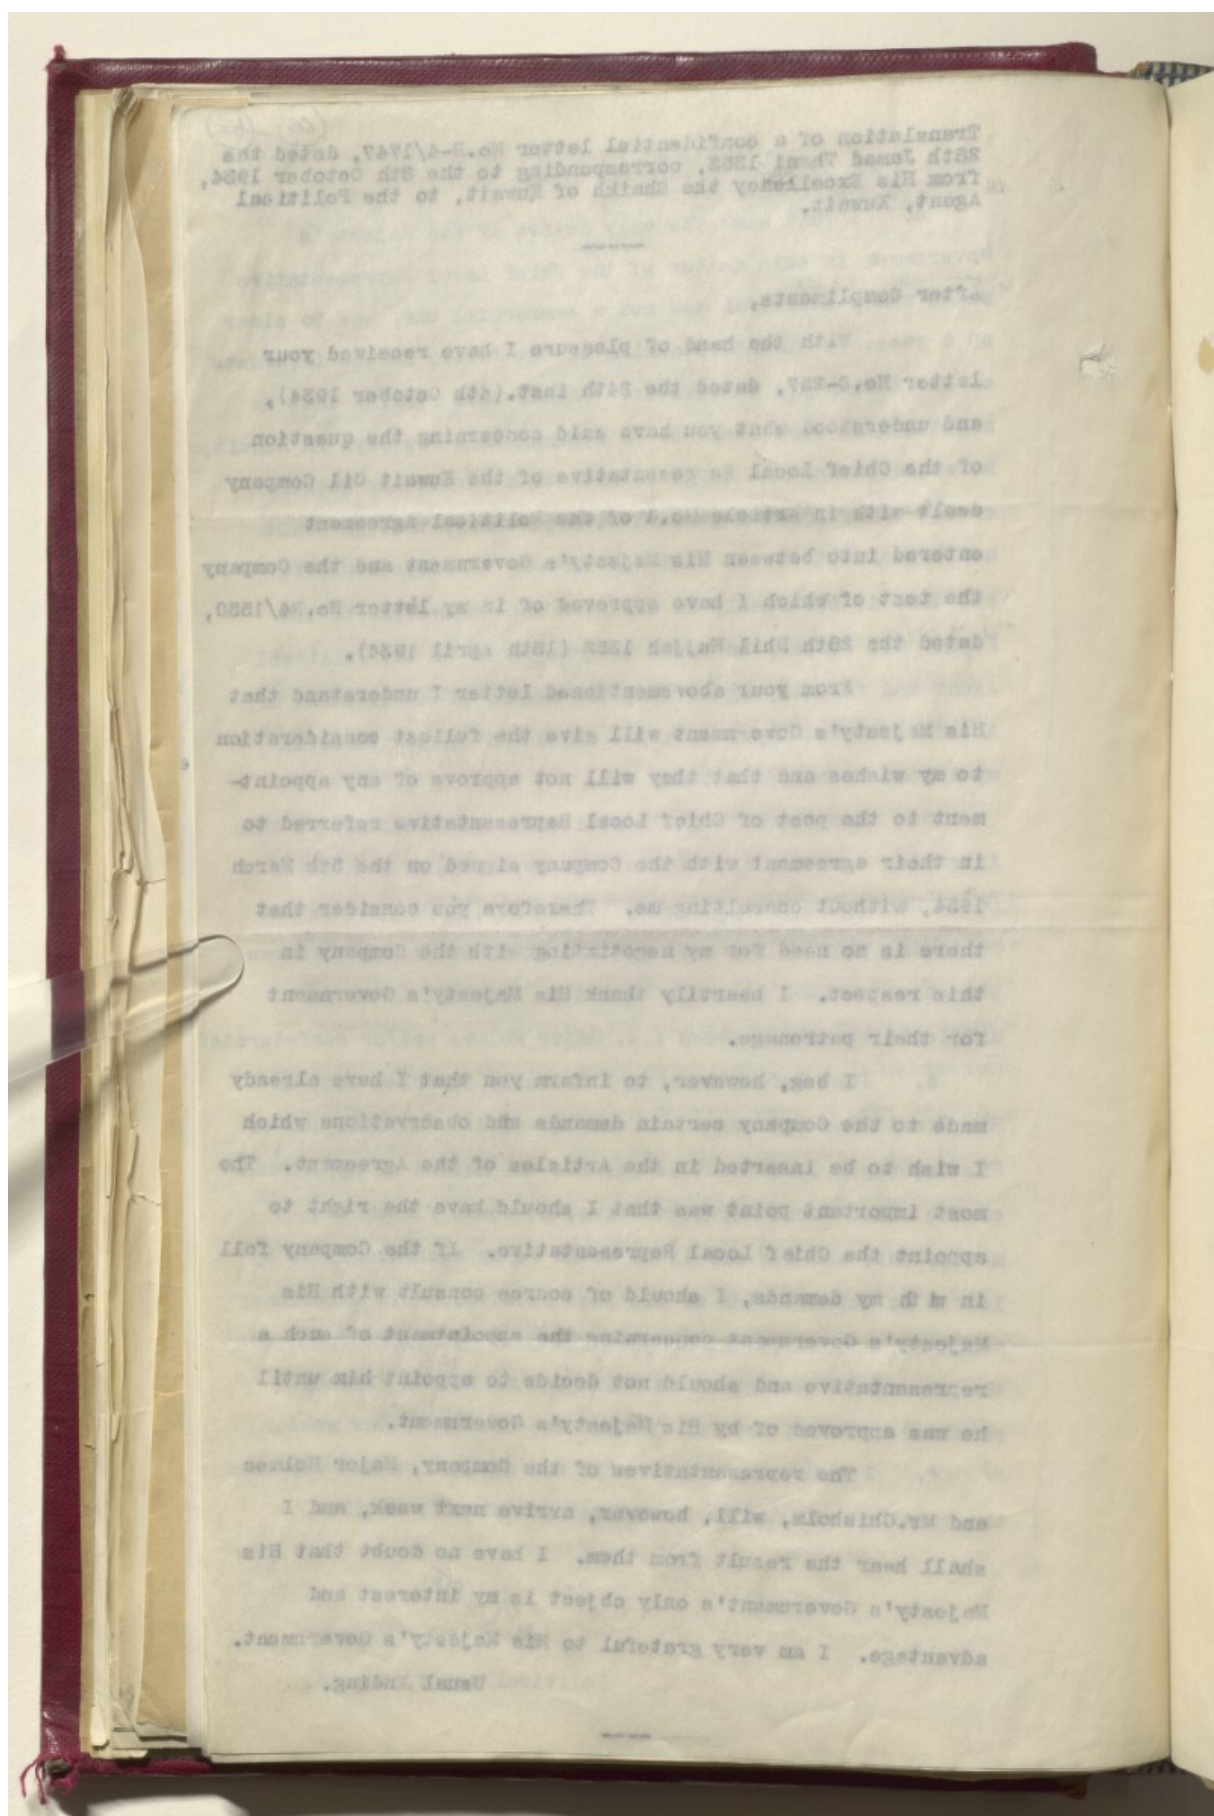 Translation of a confidential letter No.R-4/1747, dated the
28th Jamad Thani 1353, corresponding to the 8th October 1934,
from His Excellency the Sheikh of Kuwait, to the Political
Agent, Kuwait.
After Compliments,
With the hand of pleasure I have received your
letter dated the 24th inst.(4th October 1934),
and understood what you have said concerning the question
of the Chief Local Representative of the Kuwait Oil Company
dealt with in Article No.4 of the Political Agreement
entered into between His Majesty's Government and the Company
the text of which I have approved of in my letter
dated the 28th Dhil Hajjah 1352 April 1934).
From your abovementioned letter I understand that
His Majesty's Government will give the fullest consideration
to my wishes and that they will not approve of any appoint-
ment to the post of Chief Local Representative referred to
in their agreement with the Company signed on the 5th March
1934, without consulting me. Therefore you consider that
there is no need for my negotiating with the Company in
this respect. I heartily thank His Majesty's Government
for their patronage.
I beg, however, to inform you that I have already
made to the Company certain demands and observations which
I wish to be inserted in the Articles of the Agreement. The
most important point was that I should have the right to
appoint the Chief Local Representative. If the Company fell
in with my demands, I should of course consult with His
Majesty's Government concerning the appointment of such a
representative and should not decide to appoint him until
he was approved of by His Majesty's Government.
The representatives of the Company, Major Holmes
and Mr.Chisholm, will, however, arrive next week, and I
shall hear the result from them. I have no doubt that His
Majesty's Government's only object is my interest and
advantage. I am very grateful to His Majesty's Government.
Usual Ending.